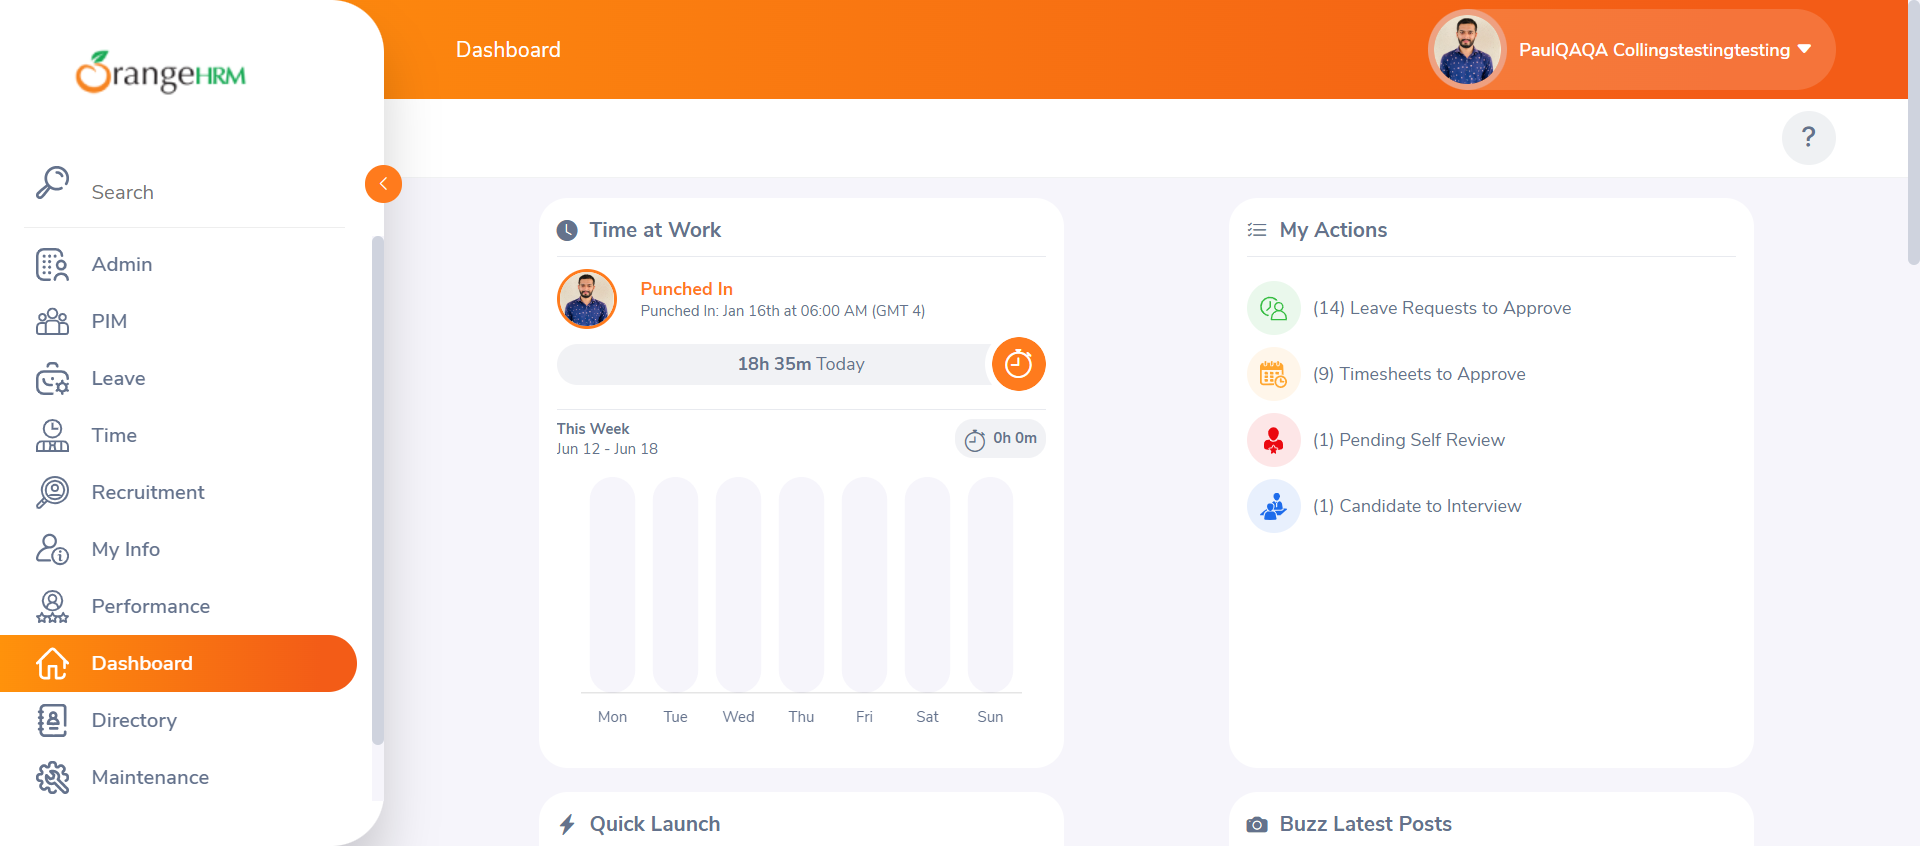 OrangeHRM
Search
Admin
PIM
Leave
Time
Recruitment
My Info
Performance
Dashboard
Directory
Maintenance
Dashboard
PaulQAQA Collingstestingtesting
?
Time at Work
Punched In
Punched In: Jan 16th at 06:00 AM (GMT 4)
18h 35m Today
This Week
Jun 12 - Jun 18
0h 0m
Mon Tue Wed Thu Fri Sat Sun
My Actions
(14) Leave Requests to Approve
(9) Timesheets to Approve
(1) Pending Self Review
(1) Candidate to Interview
Quick Launch
Buzz Latest Posts